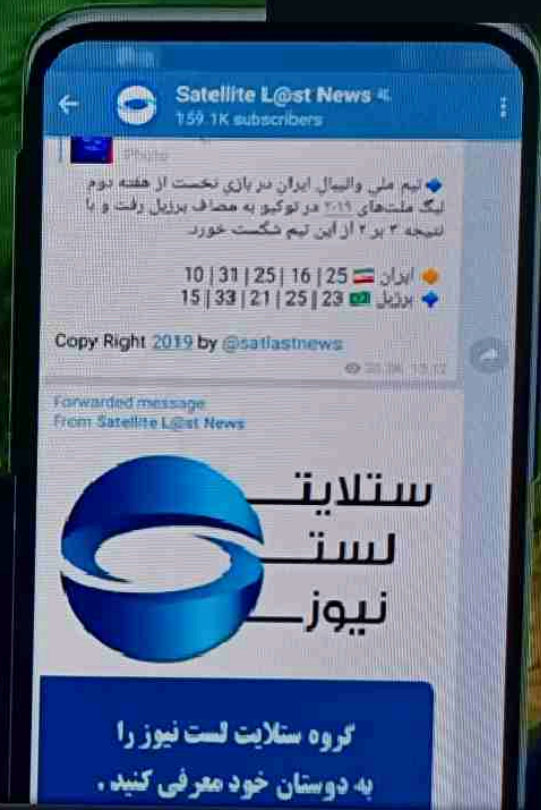 Satellite L@st News
159.1K subscribers
Photo
تیم ملی والیبال ایران در بازی نخست از هفته دوم
لیگ ملت‌های ۲۰۱۹ در توکیو به مصاف برزیل رفت و با
نتیجه ۳ بر ۲ از این تیم شکست خورد.
ایران 🇮🇷 25 | 16 | 25 | 31 | 10
برزیل 🇧🇷 23 | 25 | 21 | 33 | 15
Copy Right 2019 by @satlastnews
Forwarded message
From Satellite L@st News
ستلایت
لست
نیوز
گروه ستلایت لست نیوز را
به دوستان خود معرفی کنید .